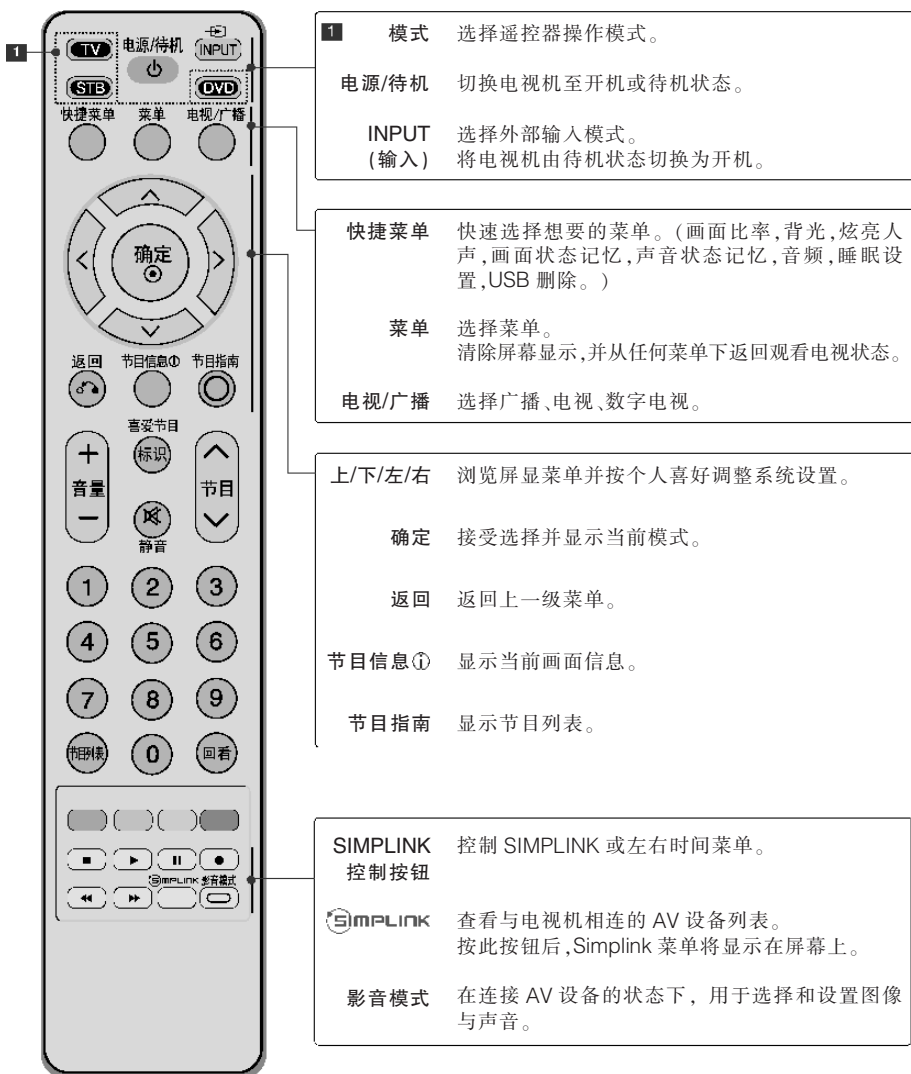 1
TV
电源/待机
INPUT
STB
DVD
快捷菜单 菜单 电视/广播
确定
返回 节目信息① 节目指南
喜爱节目
标识
+
音量
-
节目
静音
1 2 3
4 5 6
7 8 9
节目列表 0 回看
SIMPLINK 影音模式
1 模式 选择遥控器操作模式。
电源/待机 切换电视机至开机或待机状态。
INPUT 选择外部输入模式。
(输入) 将电视机由待机状态切换为开机。
快捷菜单 快速选择想要的菜单。(画面比率,背光,炫亮人
声,画面状态记忆,声音状态记忆,音频,睡眠设
置,USB 删除。)
菜单 选择菜单。
清除屏幕显示,并从任何菜单下返回观看电视状态。
电视/广播 选择广播、电视、数字电视。
上/下/左/右 浏览屏显菜单并按个人喜好调整系统设置。
确定 接受选择并显示当前模式。
返回 返回上一级菜单。
节目信息① 显示当前画面信息。
节目指南 显示节目列表。
SIMPLINK 控制 SIMPLINK 或左右时间菜单。
控制按钮
SIMPLINK 查看与电视机相连的 AV 设备列表。
按此按钮后,Simplink 菜单将显示在屏幕上。
影音模式 在连接 AV 设备的状态下, 用于选择和设置图像
与声音。